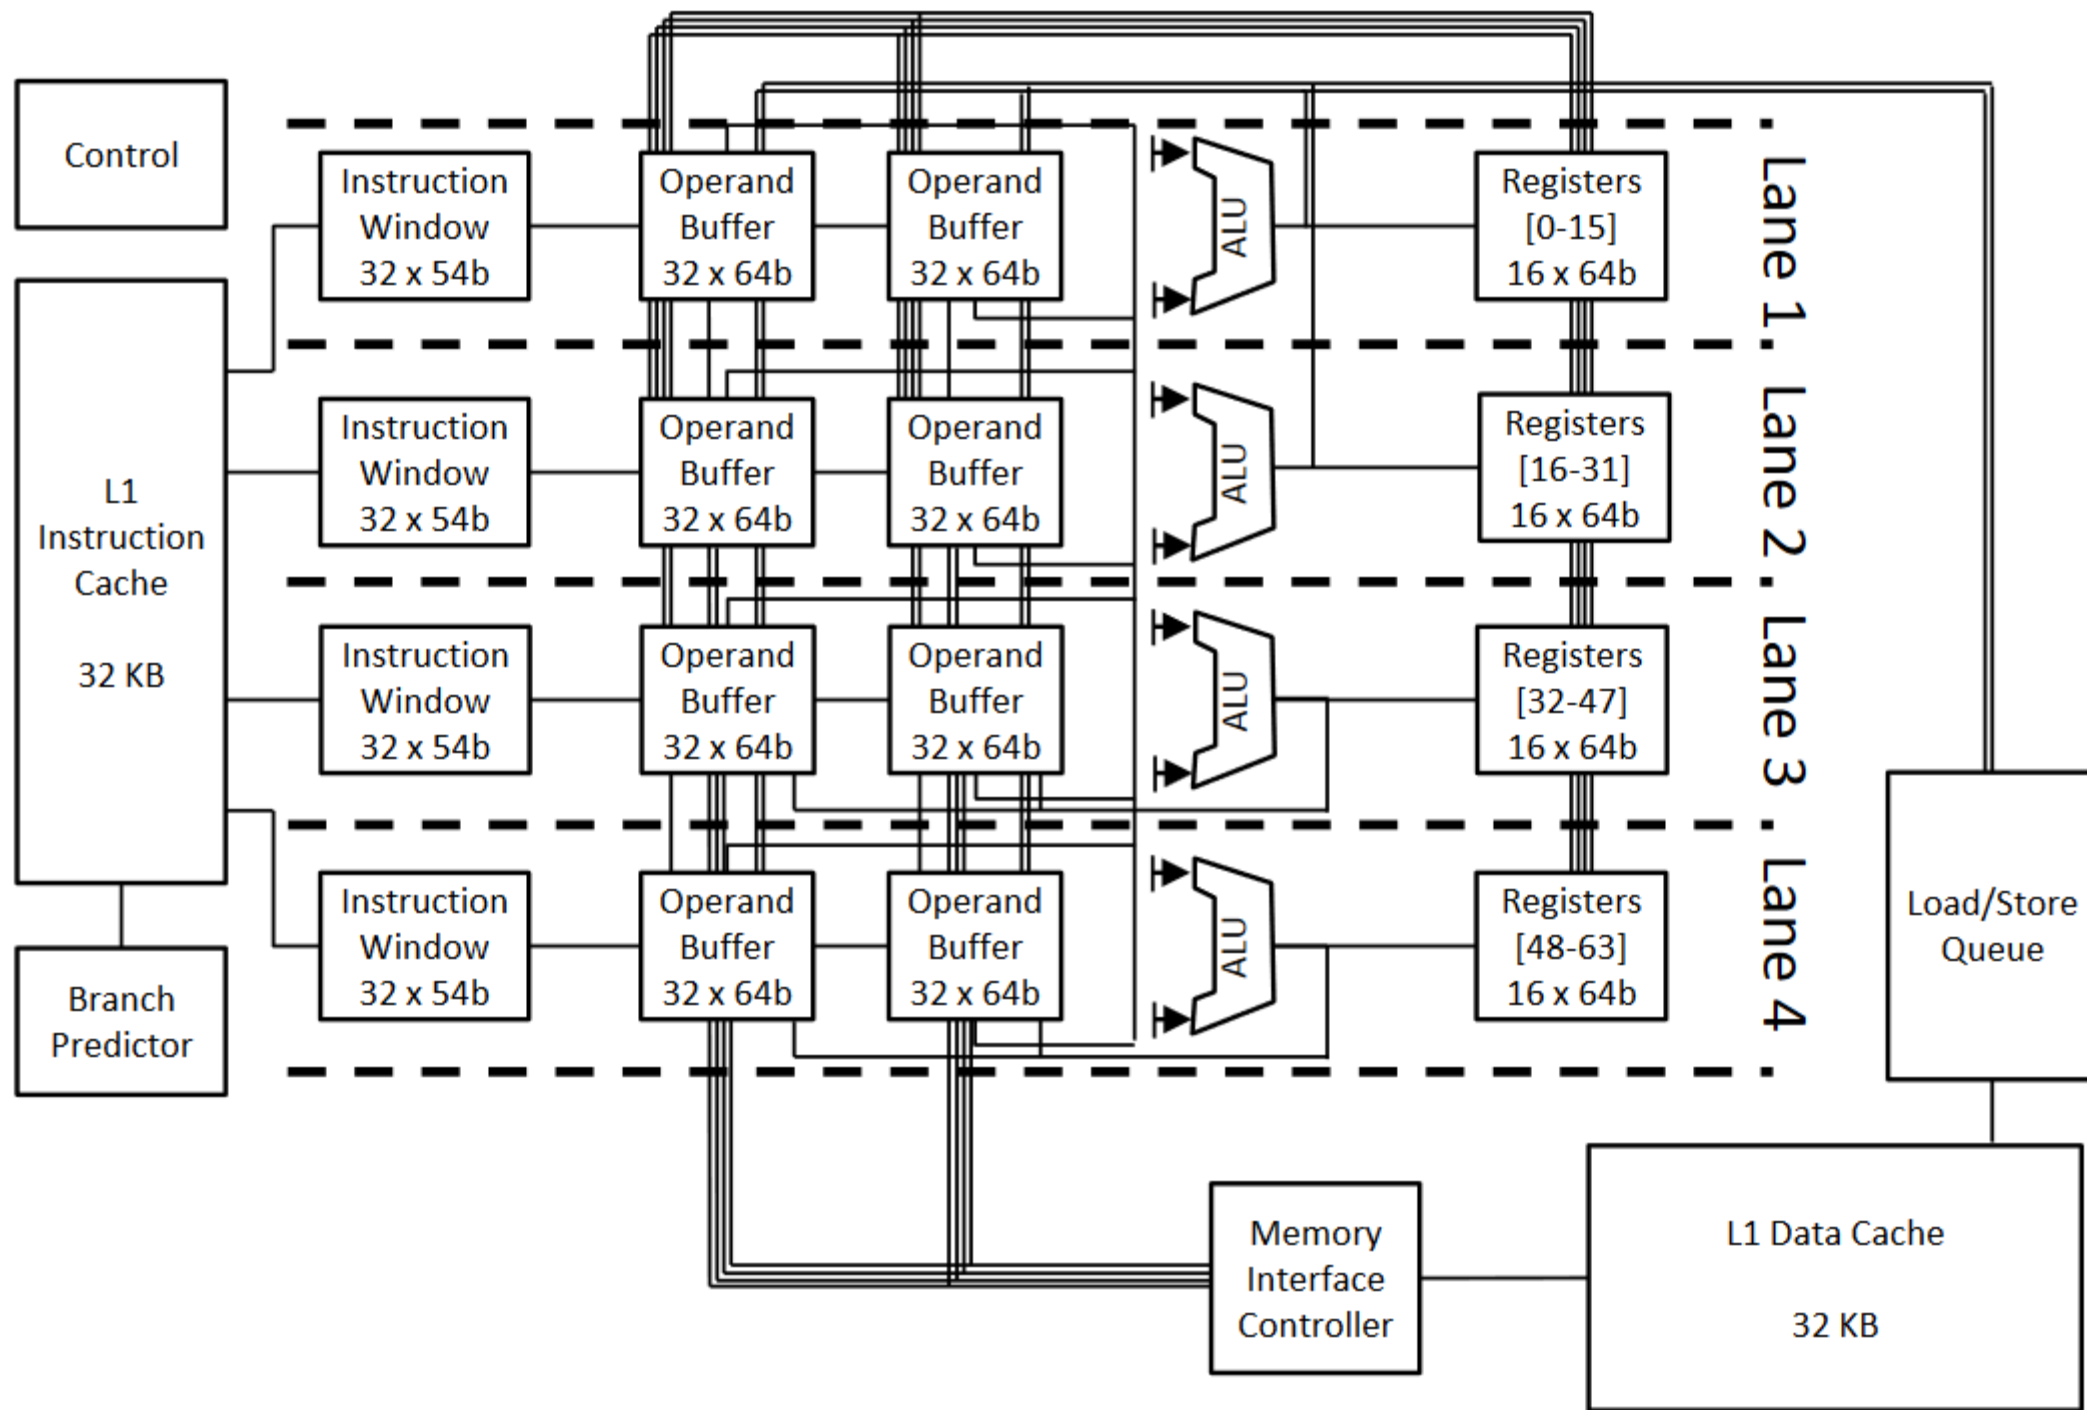 Control
L1
Instruction
Cache
32 KB
Branch
Predictor
Instruction
Window
32 x 54b
Operand
Buffer
32 x 64b
Operand
Buffer
32 x 64b
ALU
Registers
[0-15]
16 x 64b
Lane 1
Instruction
Window
32 x 54b
Operand
Buffer
32 x 64b
Operand
Buffer
32 x 64b
ALU
Registers
[16-31]
16 x 64b
Lane 2
Instruction
Window
32 x 54b
Operand
Buffer
32 x 64b
Operand
Buffer
32 x 64b
ALU
Registers
[32-47]
16 x 64b
Lane 3
Instruction
Window
32 x 54b
Operand
Buffer
32 x 64b
Operand
Buffer
32 x 64b
ALU
Registers
[48-63]
16 x 64b
Lane 4
Load/Store
Queue
Memory
Interface
Controller
L1 Data Cache
32 KB